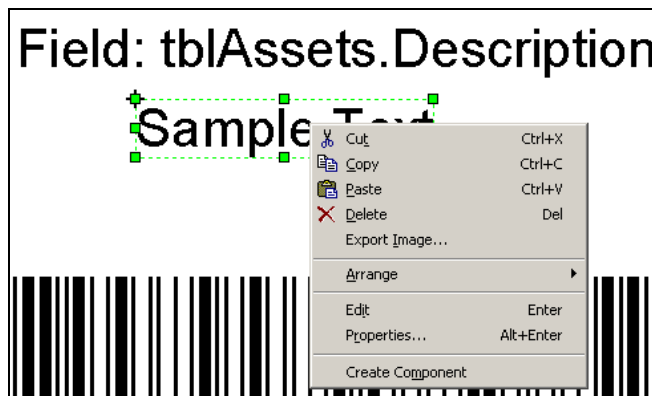 Field: tblAssets.Description
Sample Text
Cut Ctrl+X
Copy Ctrl+C
Paste Ctrl+V
Delete Del
Export Image...
Arrange
Edit Enter
Properties... Alt+Enter
Create Component